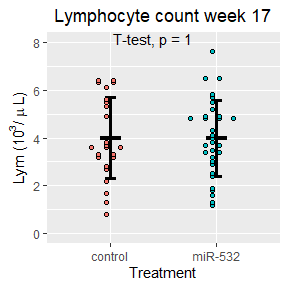 Lymphocyte count week 17
T-test, p = 1
Lym (10³/ μ L)
8
6
4
2
0
control
miR-532
Treatment